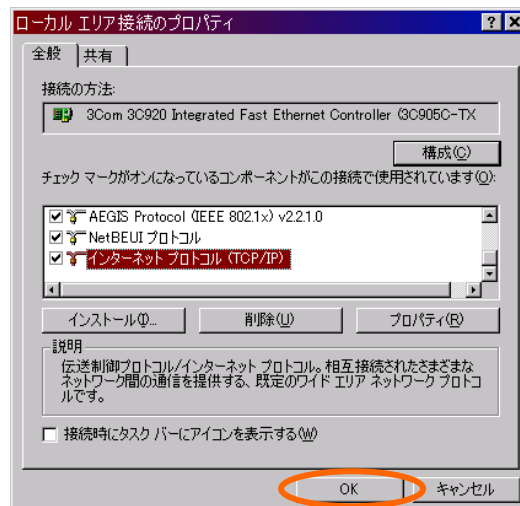 ローカル エリア接続のプロパティ
全般 共有
接続の方法:
3Com 3C920 Integrated Fast Ethernet Controller (3C905C-TX
構成(C)
チェック マークがオンになっているコンポーネントがこの接続で使用されています(O):
AEGIS Protocol (IEEE 802.1x) v2.2.1.0
NetBEUI プロトコル
インターネット プロトコル (TCP/IP)
インストール(I)... 削除(U) プロパティ(R)
説明
伝送制御プロトコル/インターネット プロトコル。相互接続されたさまざまな
ネットワーク間の通信を提供する、既定のワイド エリア ネットワーク プロトコ
ルです。
接続時にタスク バーにアイコンを表示する(W)
OK キャンセル